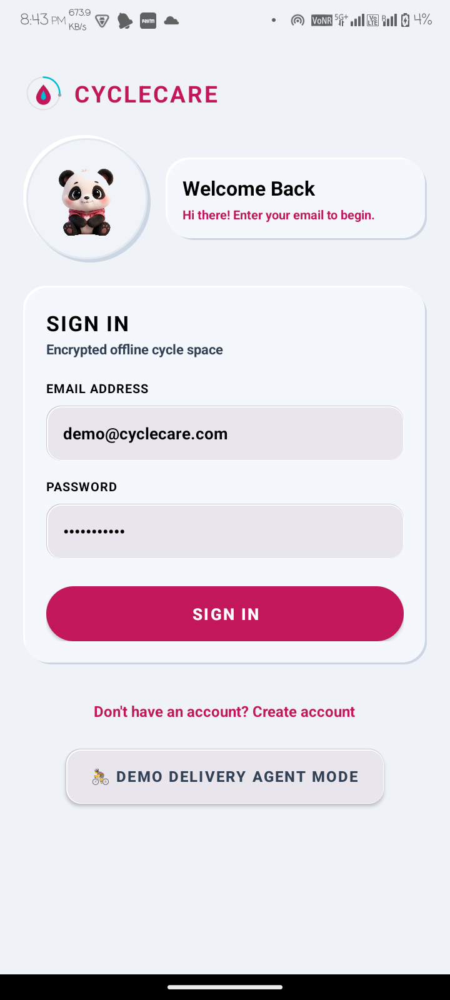 8:43 PM 673.9 KB/s paytm VoNR 5G+ Vo LTE R 4%
CYCLECARE
Welcome Back
Hi there! Enter your email to begin.
SIGN IN
Encrypted offline cycle space
EMAIL ADDRESS
demo@cyclecare.com
PASSWORD
•••••••••••
SIGN IN
Don't have an account? Create account
DEMO DELIVERY AGENT MODE